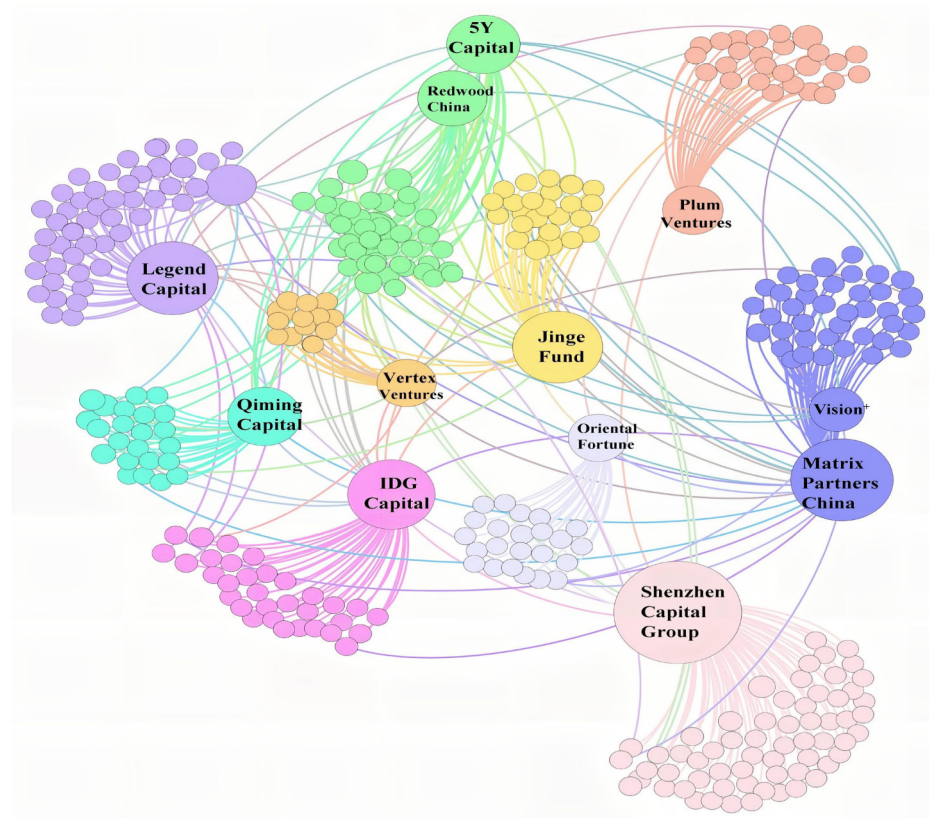 5Y
Capital
Redwood
China
Plum
Ventures
Legend
Capital
Jinge
Fund
Vertex
Ventures
Qiming
Capital
Vision+
Oriental
Fortune
Matrix
Partners
China
IDG
Capital
Shenzhen
Capital
Group